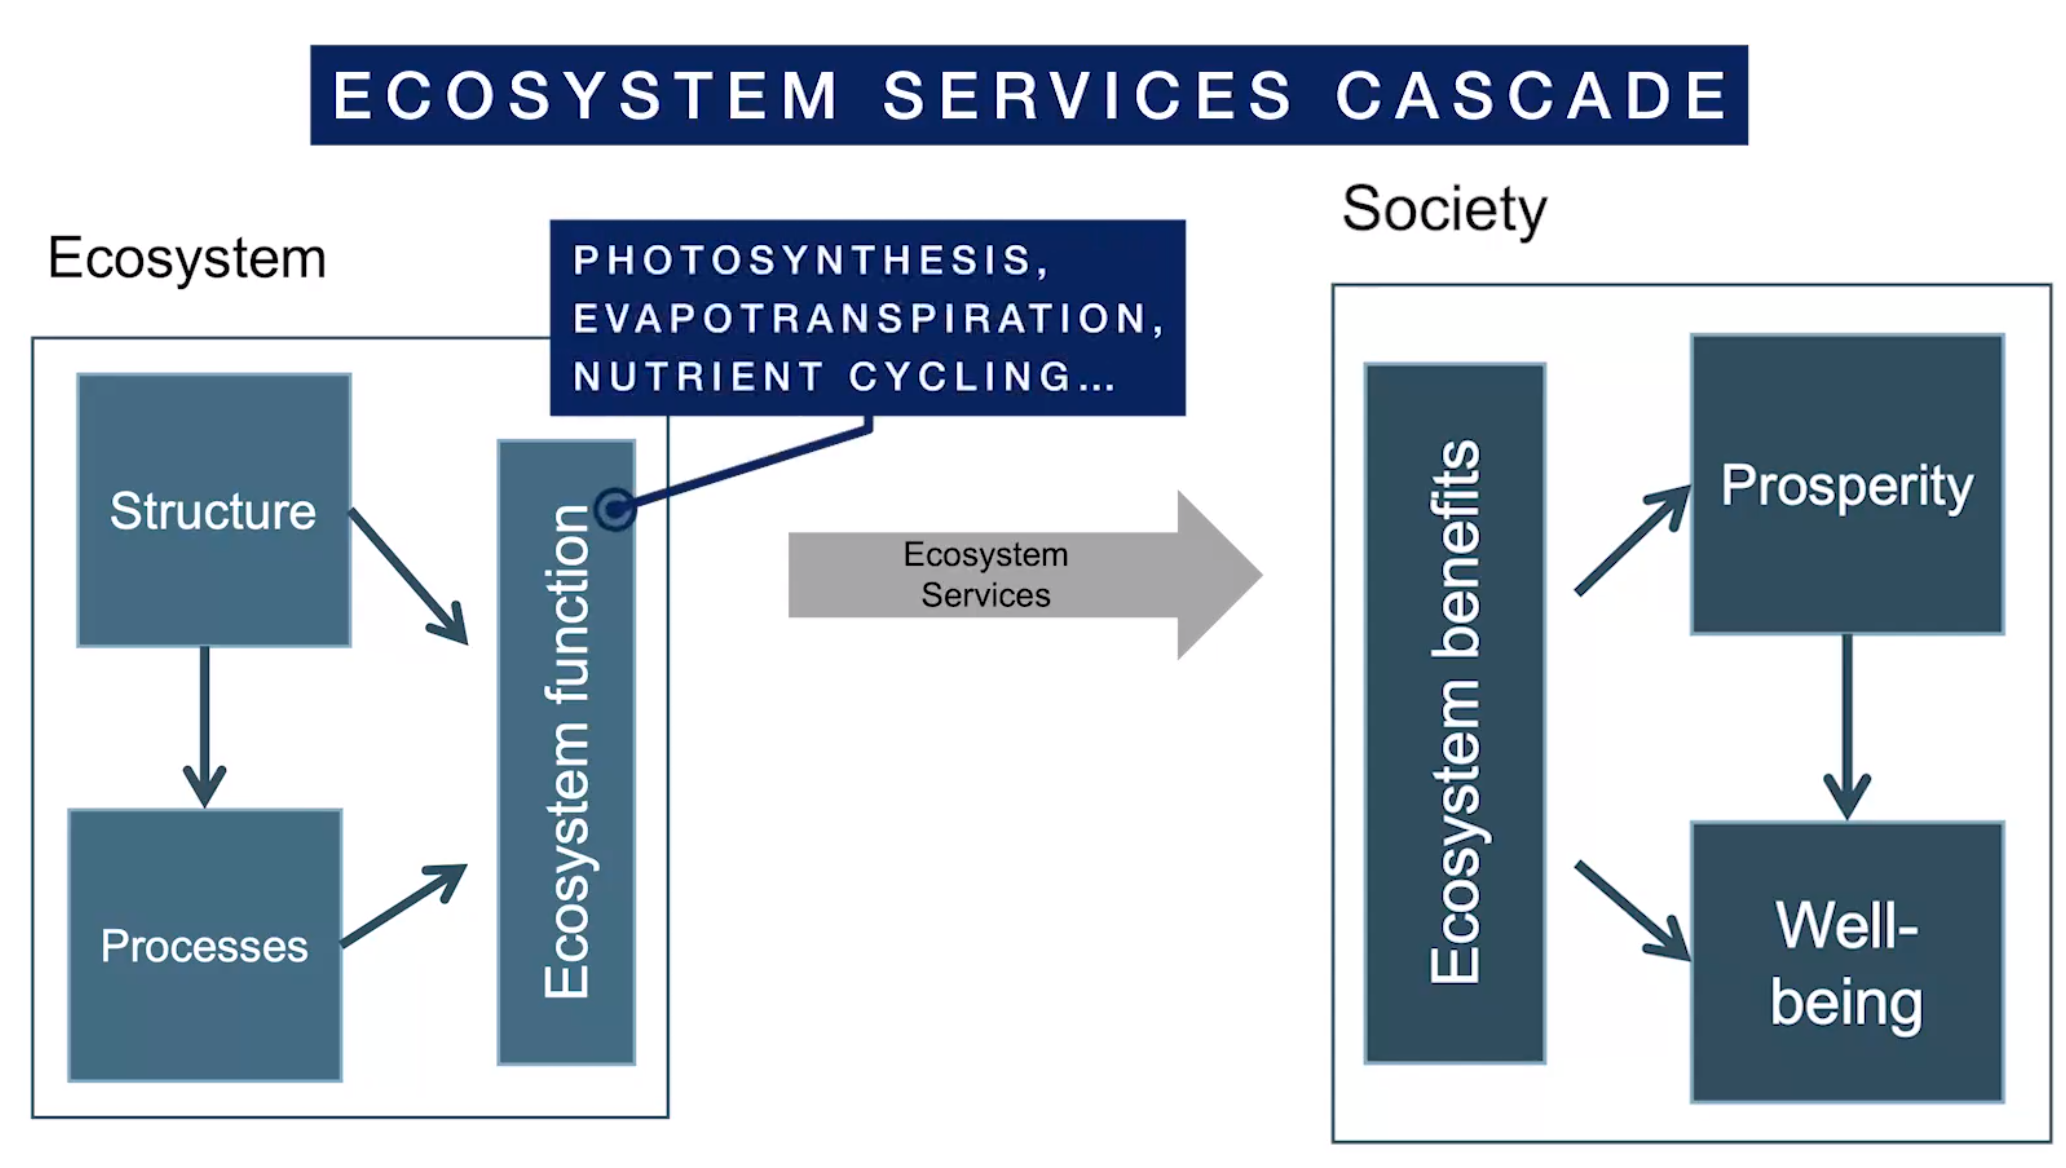 ECOSYSTEM SERVICES CASCADE
Ecosystem
PHOTOSYNTHESIS,
EVAPOTRANSPIRATION,
NUTRIENT CYCLING...
Structure
Processes
Ecosystem function
Ecosystem
Services
Society
Ecosystem benefits
Prosperity
Well-
being